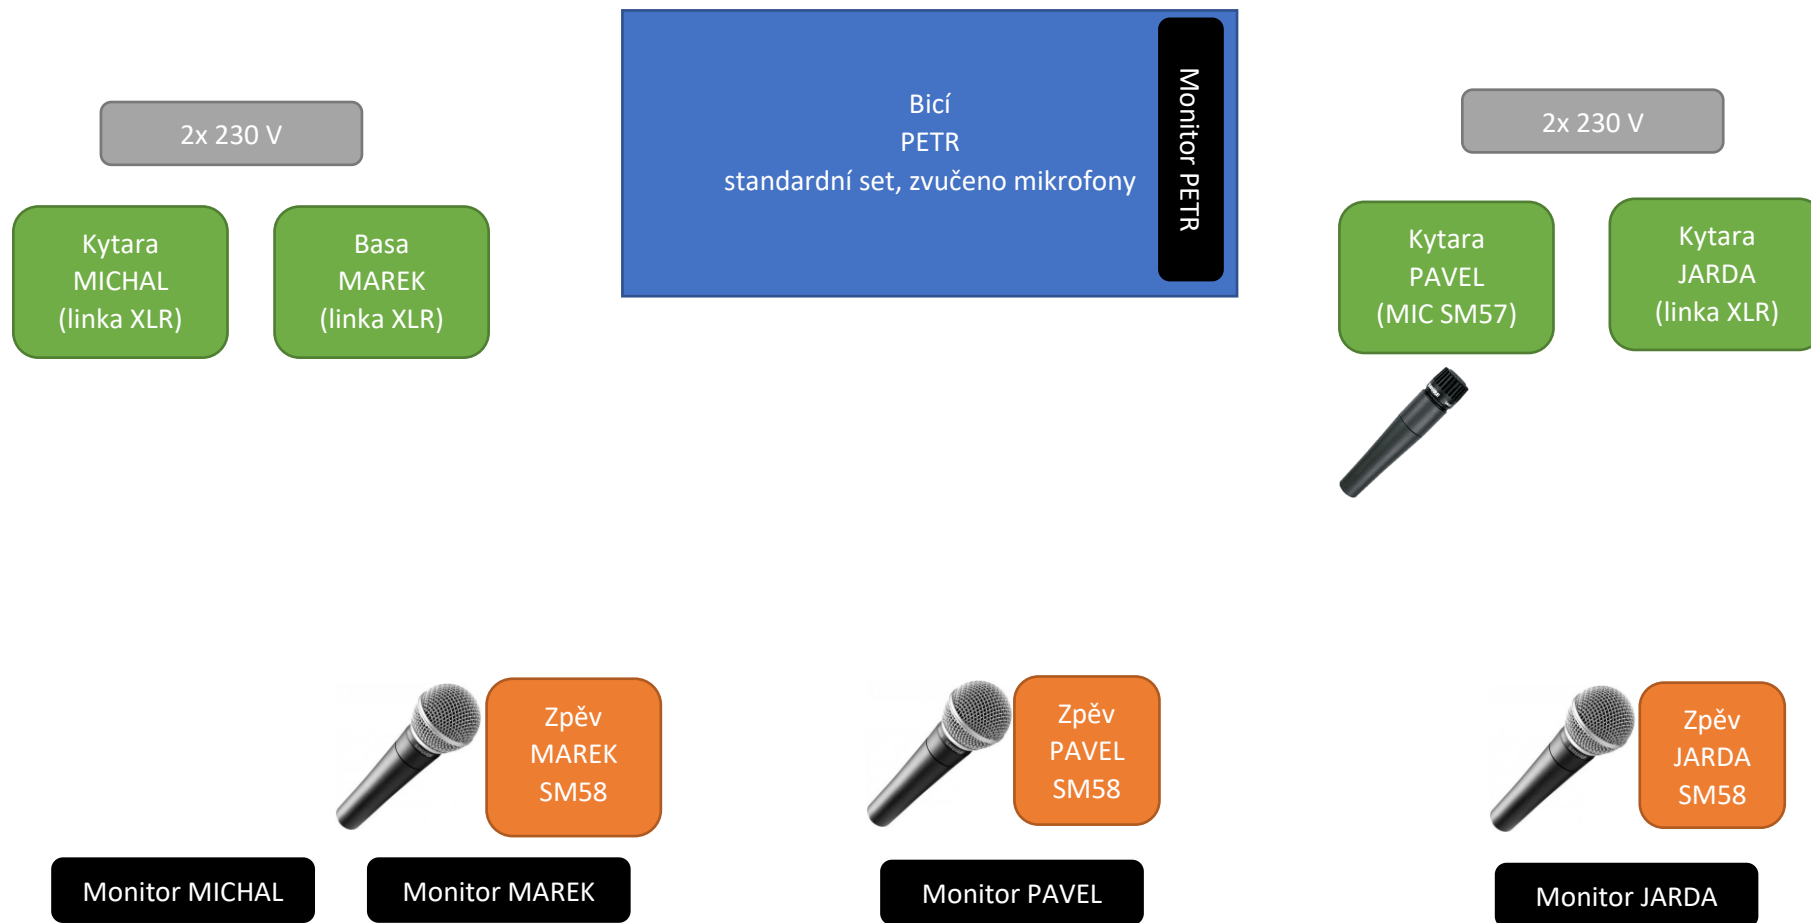 2x 230 V
Bicí
PETR
standardní set, zvučeno mikrofony
Monitor PETR
2x 230 V
Kytara
MICHAL
(linka XLR)
Basa
MAREK
(linka XLR)
Kytara
PAVEL
(MIC SM57)
Kytara
JARDA
(linka XLR)
Zpěv
MAREK
SM58
Zpěv
PAVEL
SM58
Zpěv
JARDA
SM58
Monitor MICHAL
Monitor MAREK
Monitor PAVEL
Monitor JARDA